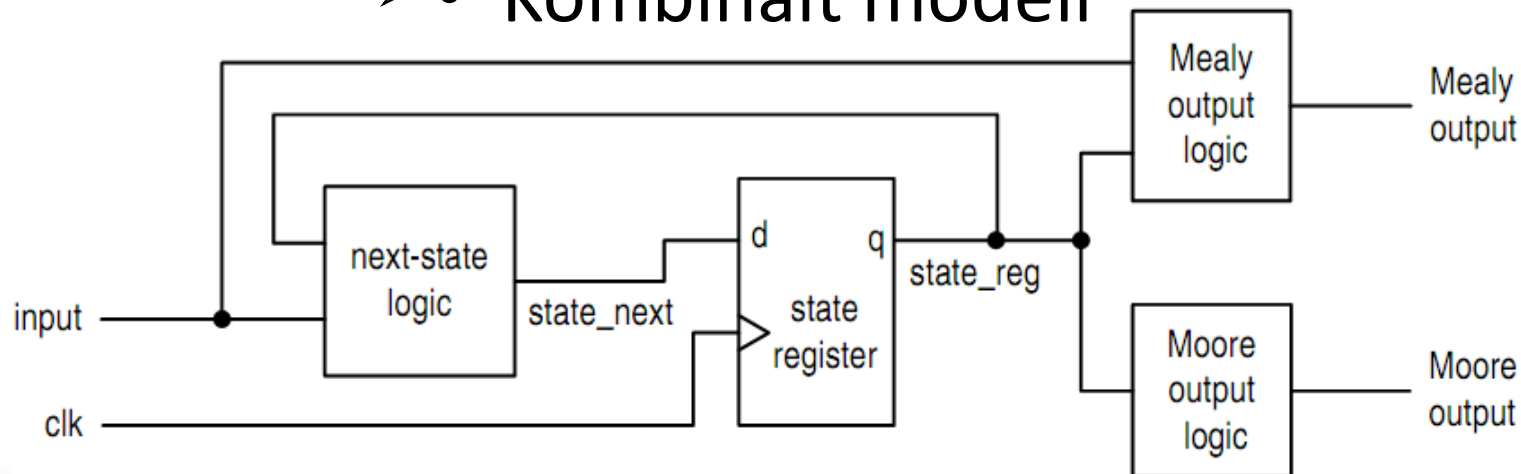 Kombinált modell
Mealy
output
logic
Mealy
output
next-state
logic
d
q
state_reg
input
state_next
state
register
clk
Moore
output
logic
Moore
output